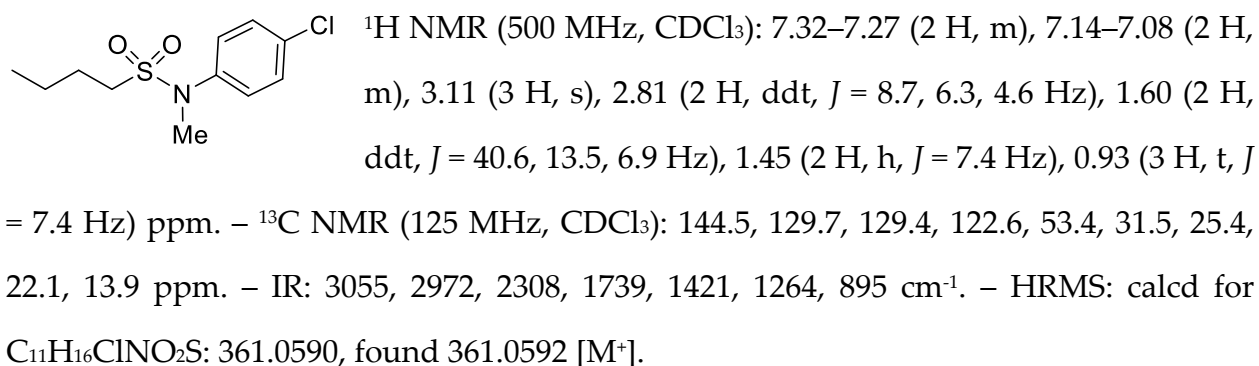 Cl
O O
S
N
Me
¹H NMR (500 MHz, CDCl₃): 7.32–7.27 (2 H, m), 7.14–7.08 (2 H,
m), 3.11 (3 H, s), 2.81 (2 H, ddt, J = 8.7, 6.3, 4.6 Hz), 1.60 (2 H,
ddt, J = 40.6, 13.5, 6.9 Hz), 1.45 (2 H, h, J = 7.4 Hz), 0.93 (3 H, t, J
= 7.4 Hz) ppm. – ¹³C NMR (125 MHz, CDCl₃): 144.5, 129.7, 129.4, 122.6, 53.4, 31.5, 25.4,
22.1, 13.9 ppm. – IR: 3055, 2972, 2308, 1739, 1421, 1264, 895 cm⁻¹. – HRMS: calcd for
C₁₁H₁₆ClNO₂S: 361.0590, found 361.0592 [M⁺].